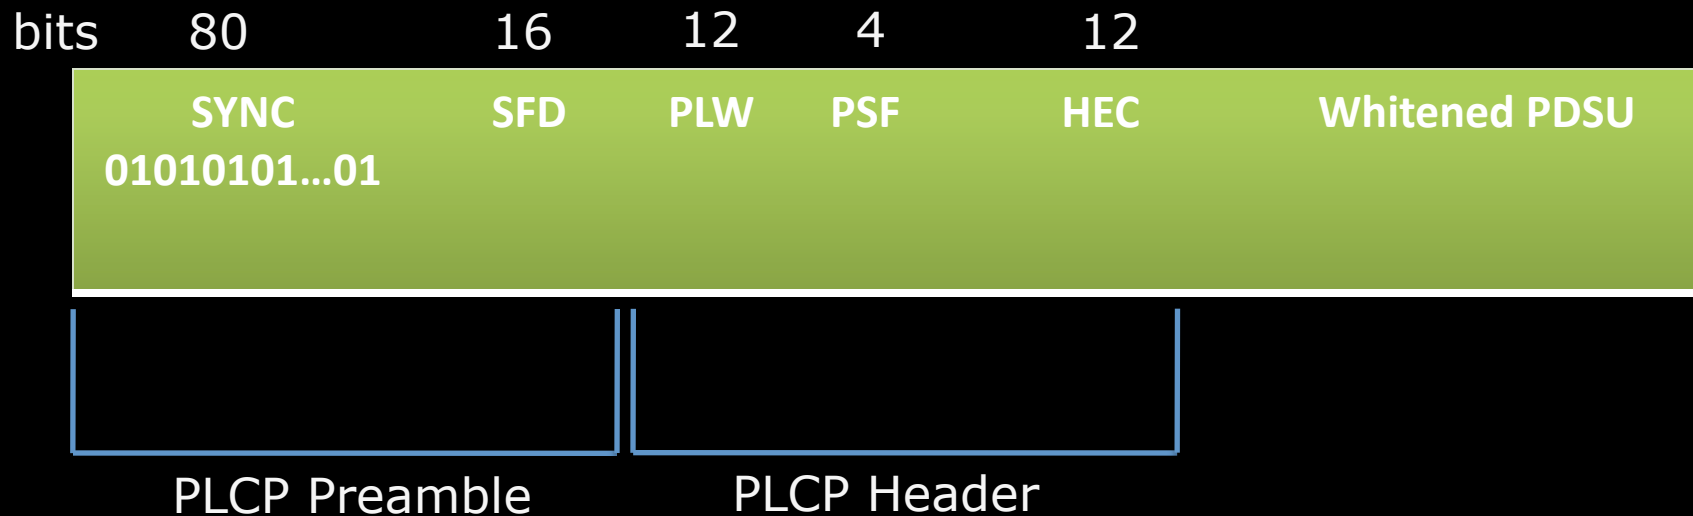 bits 80 16 12 4 12
SYNC SFD PLW PSF HEC Whitened PDSU
01010101...01
PLCP Preamble PLCP Header